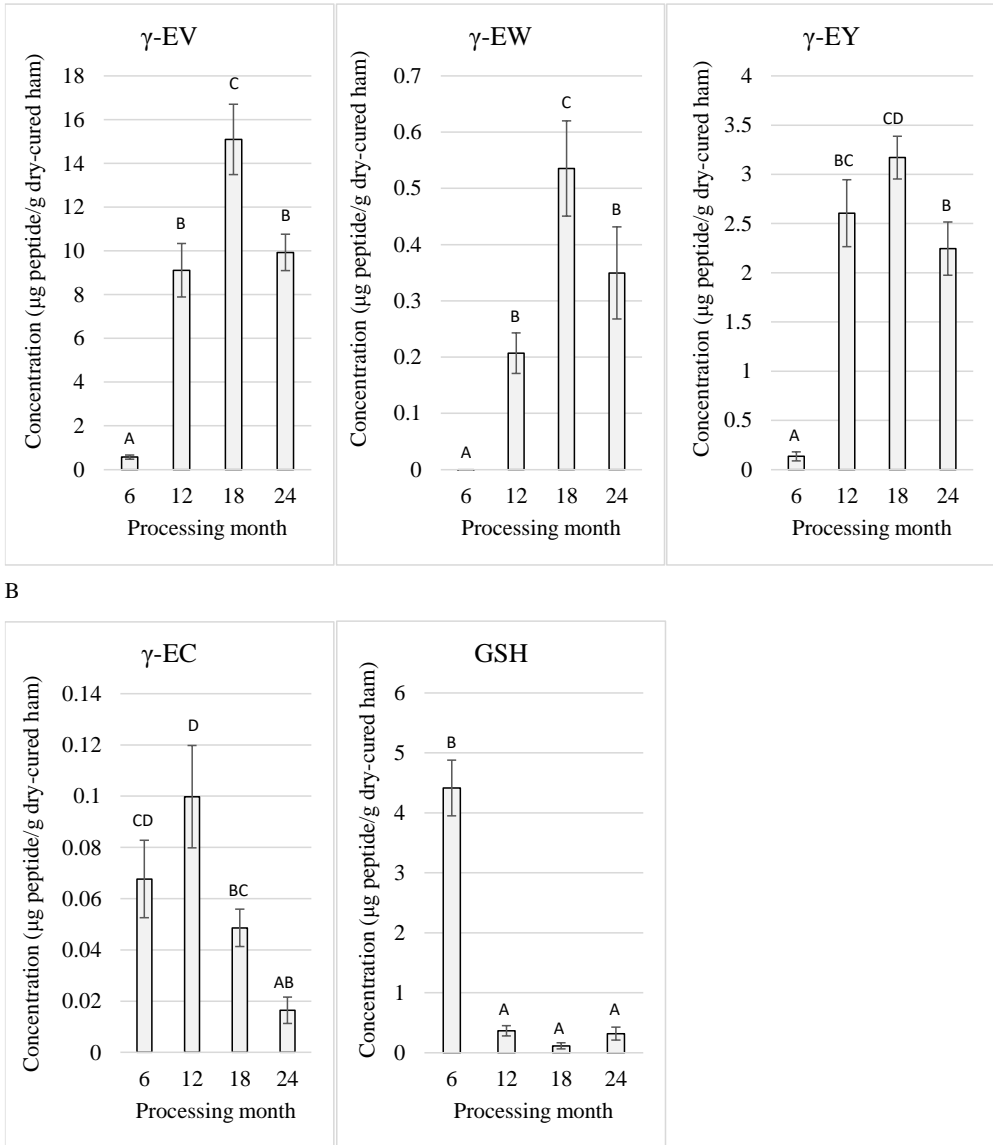 γ-EV
Concentration (µg peptide/g dry-cured ham)
18
16
14
12
10
8
6
4
2
0
A
B
C
B
6 12 18 24
Processing month
γ-EW
Concentration (µg peptide/g dry-cured ham)
0.7
0.6
0.5
0.4
0.3
0.2
0.1
0
A
B
C
B
6 12 18 24
Processing month
γ-EY
Concentration (µg peptide/g dry-cured ham)
4
3.5
3
2.5
2
1.5
1
0.5
0
A
BC
CD
B
6 12 18 24
Processing month
B
γ-EC
Concentration (µg peptide/g dry-cured ham)
0.14
0.12
0.1
0.08
0.06
0.04
0.02
0
CD
D
BC
AB
6 12 18 24
Processing month
GSH
Concentration (µg peptide/g dry-cured ham)
6
5
4
3
2
1
0
B
A
A
A
6 12 18 24
Processing month